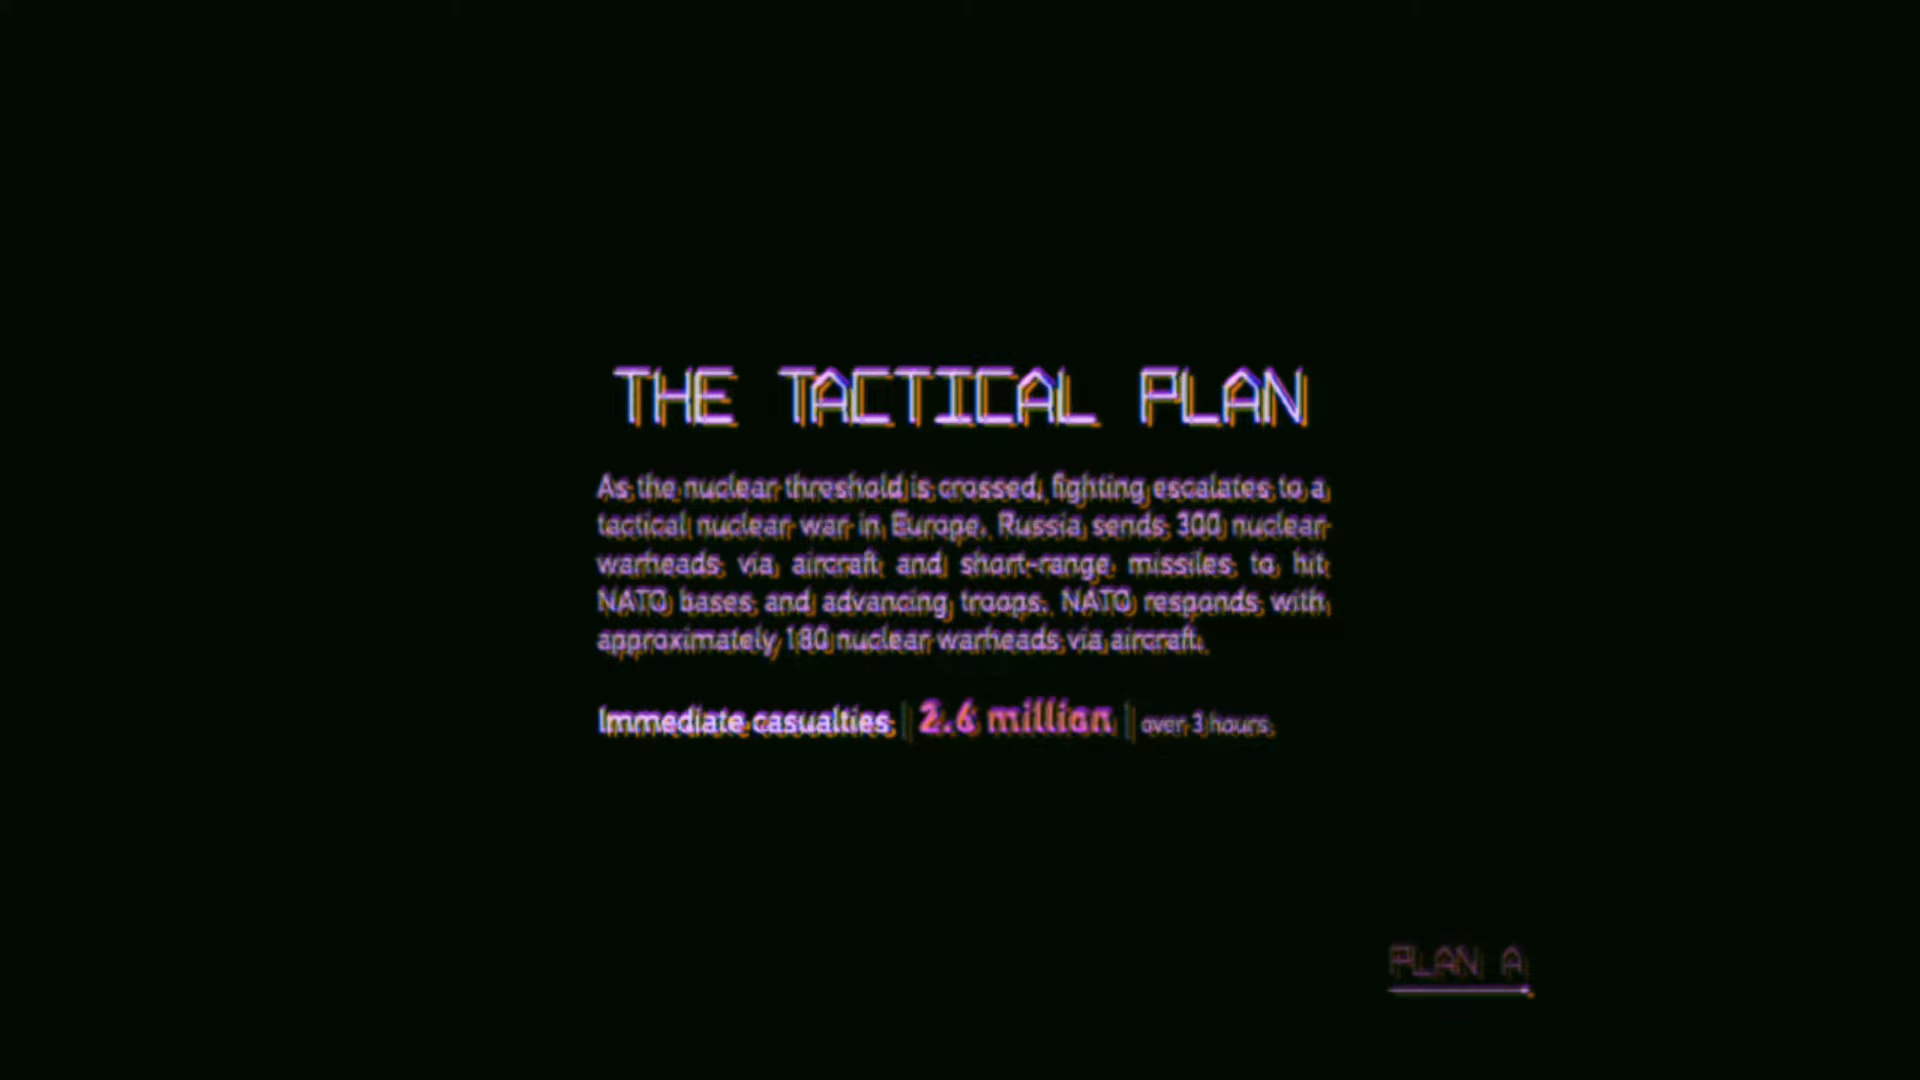 THE TACTICAL PLAN
As the nuclear threshold is crossed, fighting escalates to a
tactical nuclear war in Europe. Russia sends 300 nuclear
warheads via aircraft and short-range missiles to hit
NATO bases and advancing troops. NATO responds with
approximately 180 nuclear warheads via aircraft.
Immediate casualties | 2.6 million | over 3 hours
PLAN A